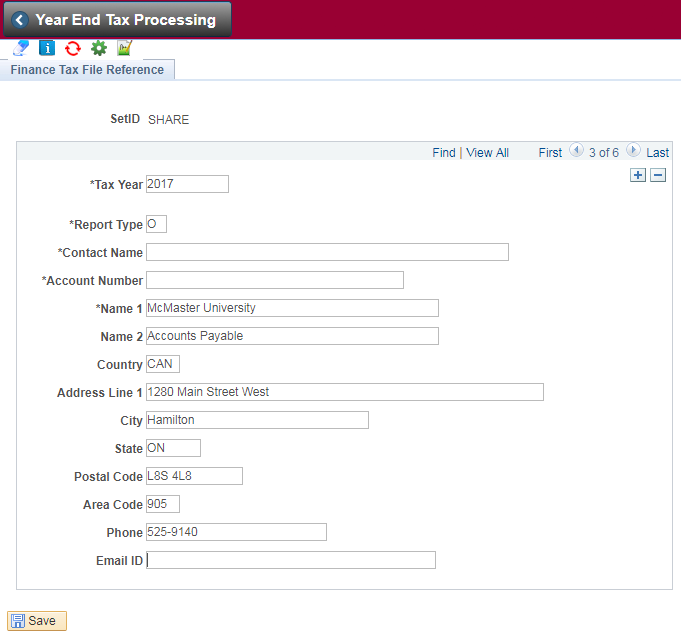 Year End Tax Processing
Finance Tax File Reference
SetID SHARE
Find | View All First 3 of 6 Last
*Tax Year 2017
*Report Type O
*Contact Name
*Account Number
*Name 1 McMaster University
Name 2 Accounts Payable
Country CAN
Address Line 1 1280 Main Street West
City Hamilton
State ON
Postal Code L8S 4L8
Area Code 905
Phone 525-9140
Email ID
Save